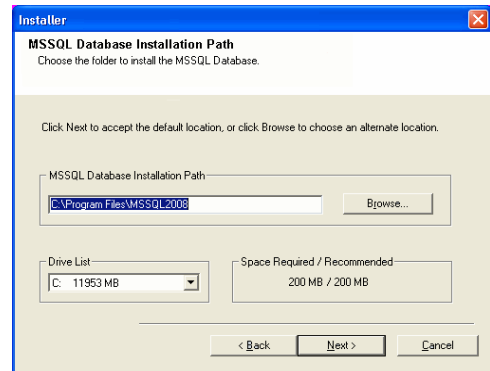 Installer
MSSQL Database Installation Path
Choose the folder to install the MSSQL Database.
Click Next to accept the default location, or click Browse to choose an alternate location.
MSSQL Database Installation Path
C:\Program Files\MSSQL2008
Browse...
Drive List
C: 11953 MB
Space Required / Recommended
200 MB / 200 MB
< Back
Next >
Cancel